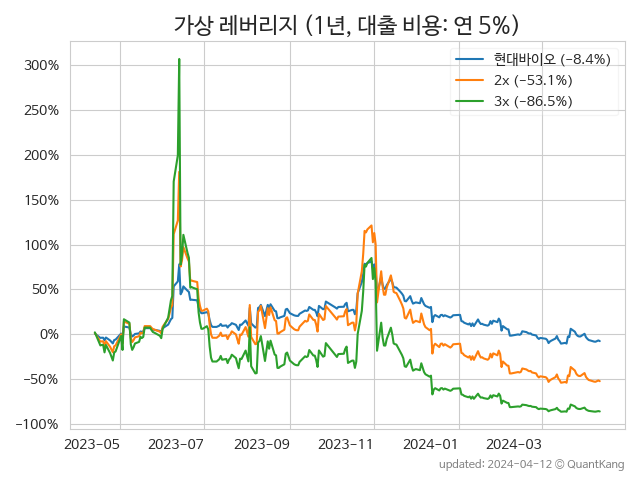 가상 레버리지 (1년, 대출 비용: 연 5%)
현대바이오 (−8.4%)
2x (−53.1%)
3x (−86.5%)
300%
250%
200%
150%
100%
50%
0%
−50%
−100%
2023-05 2023-07 2023-09 2023-11 2024-01 2024-03
updated: 2024-04-12 © QuantKang